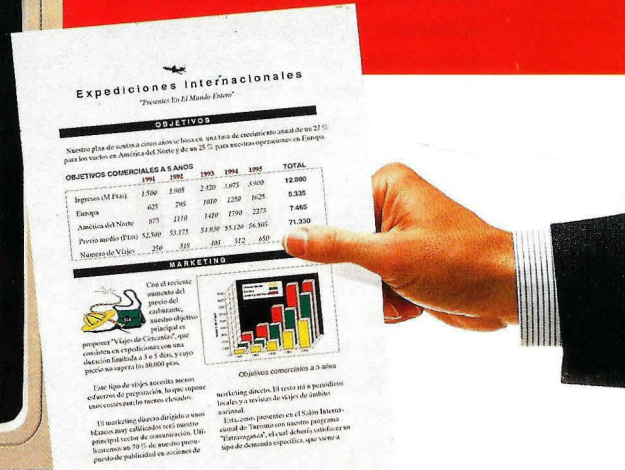 Expediciones Internacionales
"Presentes En El Mundo Entero"
OBJETIVOS
Nuestro plan de ventas a cinco años se basa en una tasa de crecimiento anual de un 27 %
para los vuelos en América del Norte y de un 25 % para nuestras operaciones en Europa.
OBJETIVOS COMERCIALES A 5 AÑOS
1991 1992 1993 1994 1995 TOTAL
Ingresos (M Ptas) 1.500 1.905 2.420 3.075 3.900 12.800
Europa 625 795 1010 1280 1625 5.335
América del Norte 875 1110 1410 1790 2275 7.465
Precio medio (Ptas) 52.500 53.175 54.030 55.120 56.505 71.330
Numero de Viajes 250 318 403 512 650
MARKETING
Con el reciente
aumento del
precio del
carburante,
nuestro objetivo
principal es
proponer "Viajes de Cercanías", que
consisten en expediciones con una
duración limitada a 3 o 5 días, y cuyo
precio no supera las 80.000 ptas.
Este tipo de viajes necesita menos
esfuerzos de preparación, lo que supone
unos costes mucho menos elevados.
El marketing directo dirigido a unos
blancos muy calificados será nuestro
principal vector de comunicación. Uti-
lizaremos un 70 % de nuestro presu-
puesto de publicidad en acciones de
Objetivos comerciales a 5 años
marketing directo. El resto irá a periódicos
locales y a revistas de viajes de ámbito
nacional.
Estaremos presentes en el Salón Interna-
cional de Turismo con nuestro programa
"Extravaganza", el cual debería satisfacer un
tipo de demanda específica, que viene a